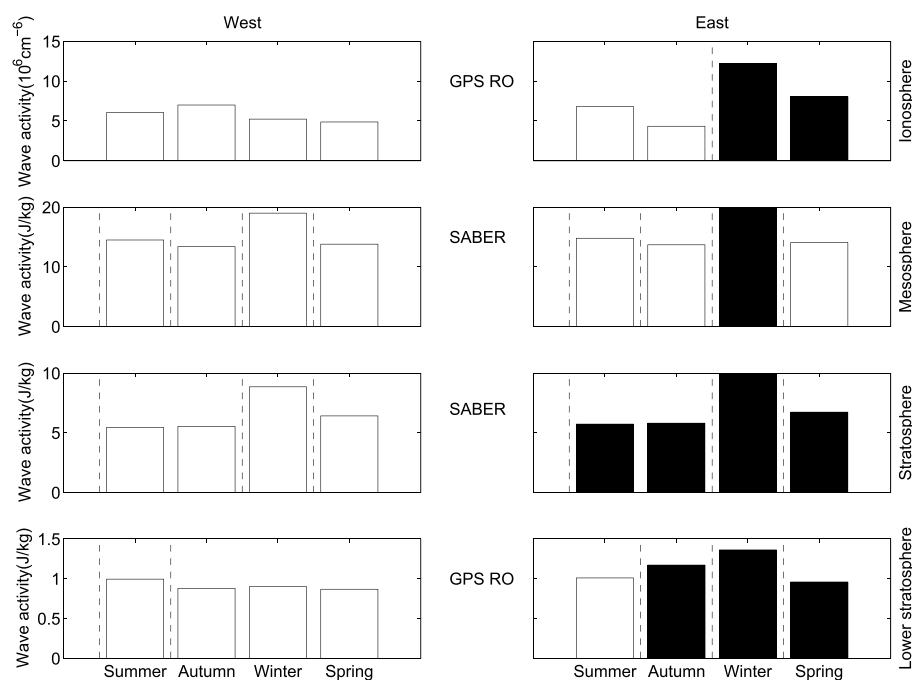 West
East
Wave activity(10⁶cm⁻⁶)
15
10
5
0
GPS RO
Ionosphere
Wave activity(J/kg)
20
10
0
SABER
Mesosphere
Wave activity(J/kg)
10
5
0
SABER
Stratosphere
Wave activity(J/kg)
1.5
1
0.5
0
GPS RO
Lower stratosphere
Summer Autumn Winter Spring
Summer Autumn Winter Spring